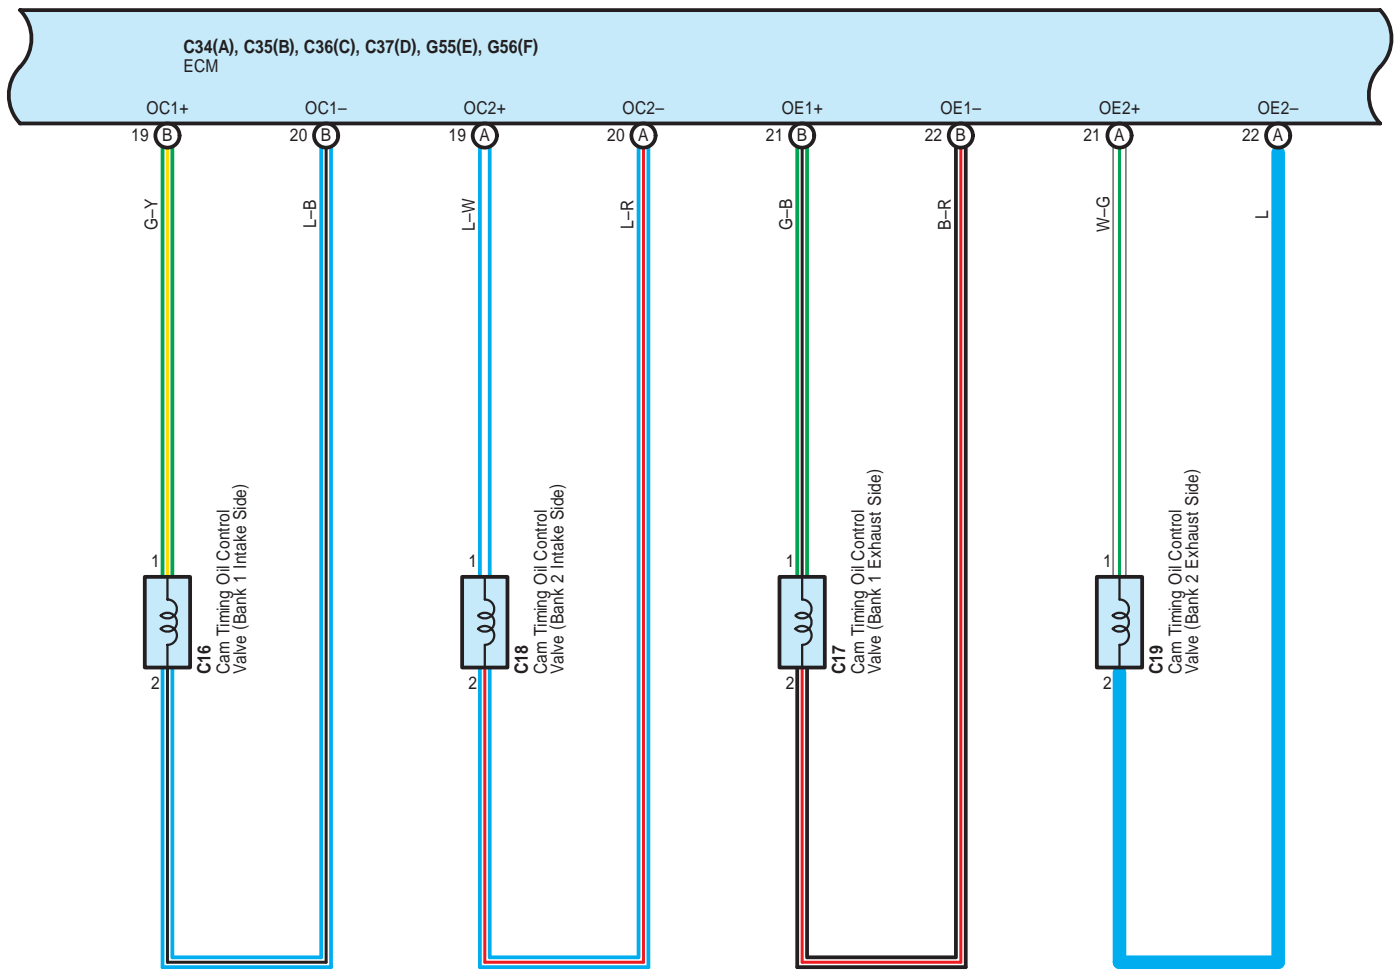 C34(A), C35(B), C36(C), C37(D), G55(E), G56(F)
ECM
OC1+ OC1– OC2+ OC2– OE1+ OE1– OE2+ OE2–
19 B 20 B 19 A 20 A 21 B 22 B 21 A 22 A
G–Y L–B L–W L–R G–B B–R W–G L
1 1 1 1
C16
Cam Timing Oil Control
Valve (Bank 1 Intake Side)
C18
Cam Timing Oil Control
Valve (Bank 2 Intake Side)
C17
Cam Timing Oil Control
Valve (Bank 1 Exhaust Side)
C19
Cam Timing Oil Control
Valve (Bank 2 Exhaust Side)
2 2 2 2